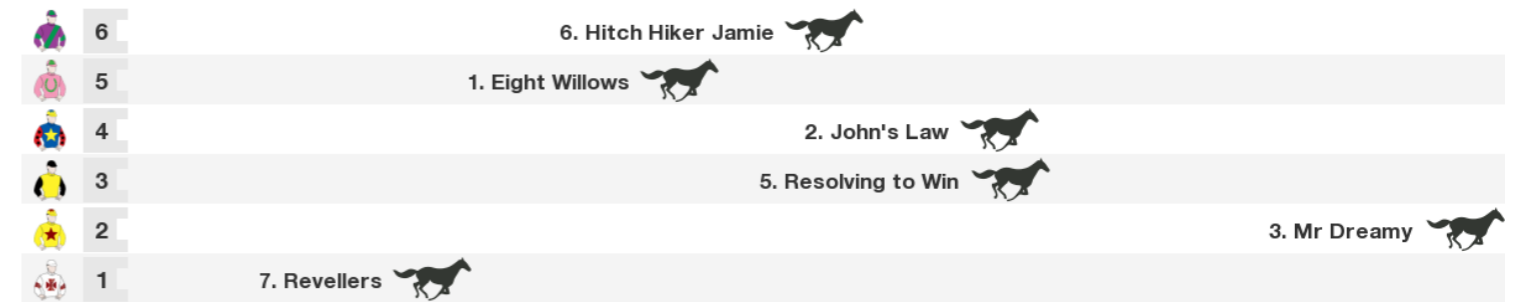 6 6. Hitch Hiker Jamie
5 1. Eight Willows
4 2. John's Law
3 5. Resolving to Win
2 3. Mr Dreamy
1 7. Revellers